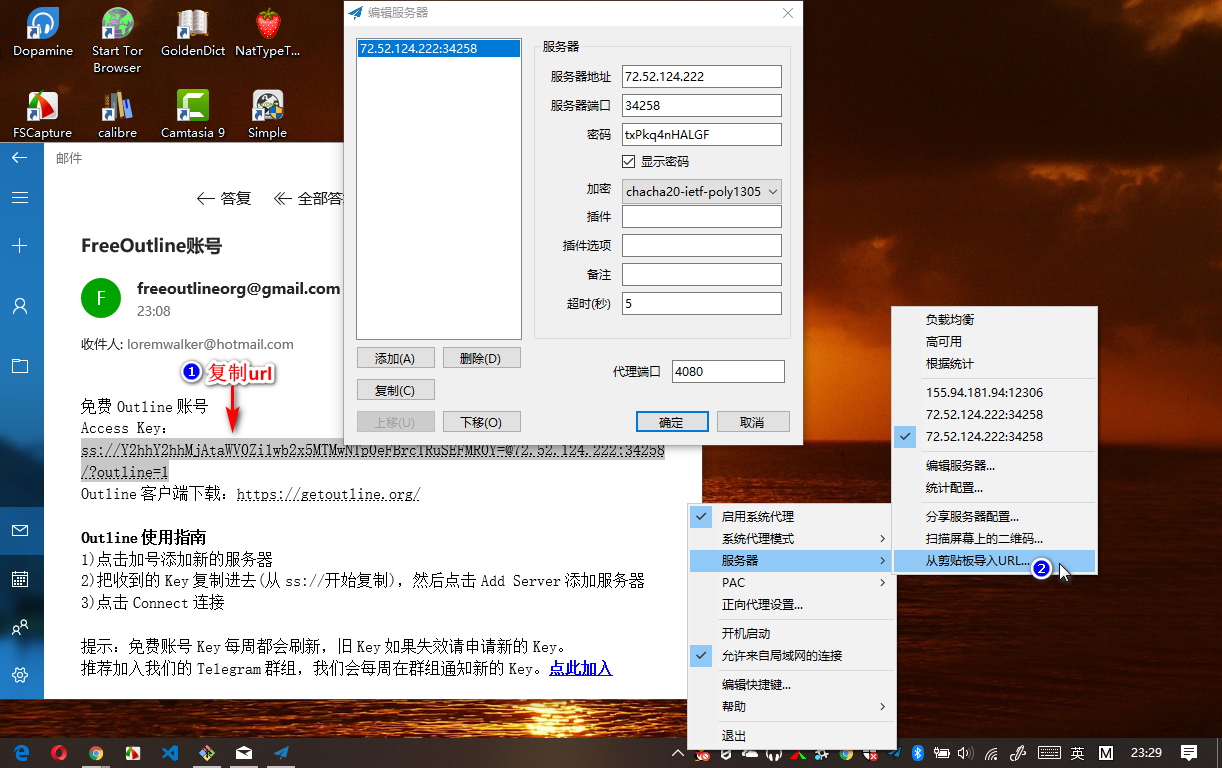 Dopamine
Start Tor Browser
GoldenDict
NatTypeT...
FSCapture
calibre
Camtasia 9
Simple
邮件
答复
全部答
FreeOutline账号
F
freeoutlineorg@gmail.com
23:08
收件人: loremwalker@hotmail.com
1 复制url
免费 Outline 账号
Access Key:
/?outline=1
Outline 客户端下载: https://getoutline.org/
Outline 使用指南
1)点击加号添加新的服务器
2)把收到的 Key 复制进去(从 ss://开始复制), 然后点击 Add Server 添加服务器
3)点击 Connect 连接
提示: 免费账号 Key 每周都会刷新, 旧 Key 如果失效请申请新的 Key。
推荐加入我们的 Telegram 群组, 我们会每周在群组通知新的 Key。点此加入
编辑服务器
72.52.124.222:34258
服务器
服务器地址 72.52.124.222
服务器端口 34258
密码 txPkq4nHALGF
显示密码
加密 chacha20-ietf-poly1305
插件
插件选项
备注
超时(秒) 5
添加(A)
删除(D)
复制(C)
上移(U)
下移(O)
代理端口 4080
确定
取消
启用系统代理
系统代理模式
服务器
PAC
正向代理设置...
开机启动
允许来自局域网的连接
编辑快捷键...
帮助
退出
负载均衡
高可用
根据统计
155.94.181.94:12306
72.52.124.222:34258
72.52.124.222:34258
编辑服务器...
统计配置...
分享服务器配置...
扫描屏幕上的二维码...
从剪贴板导入URL... 2
英
M
23:29